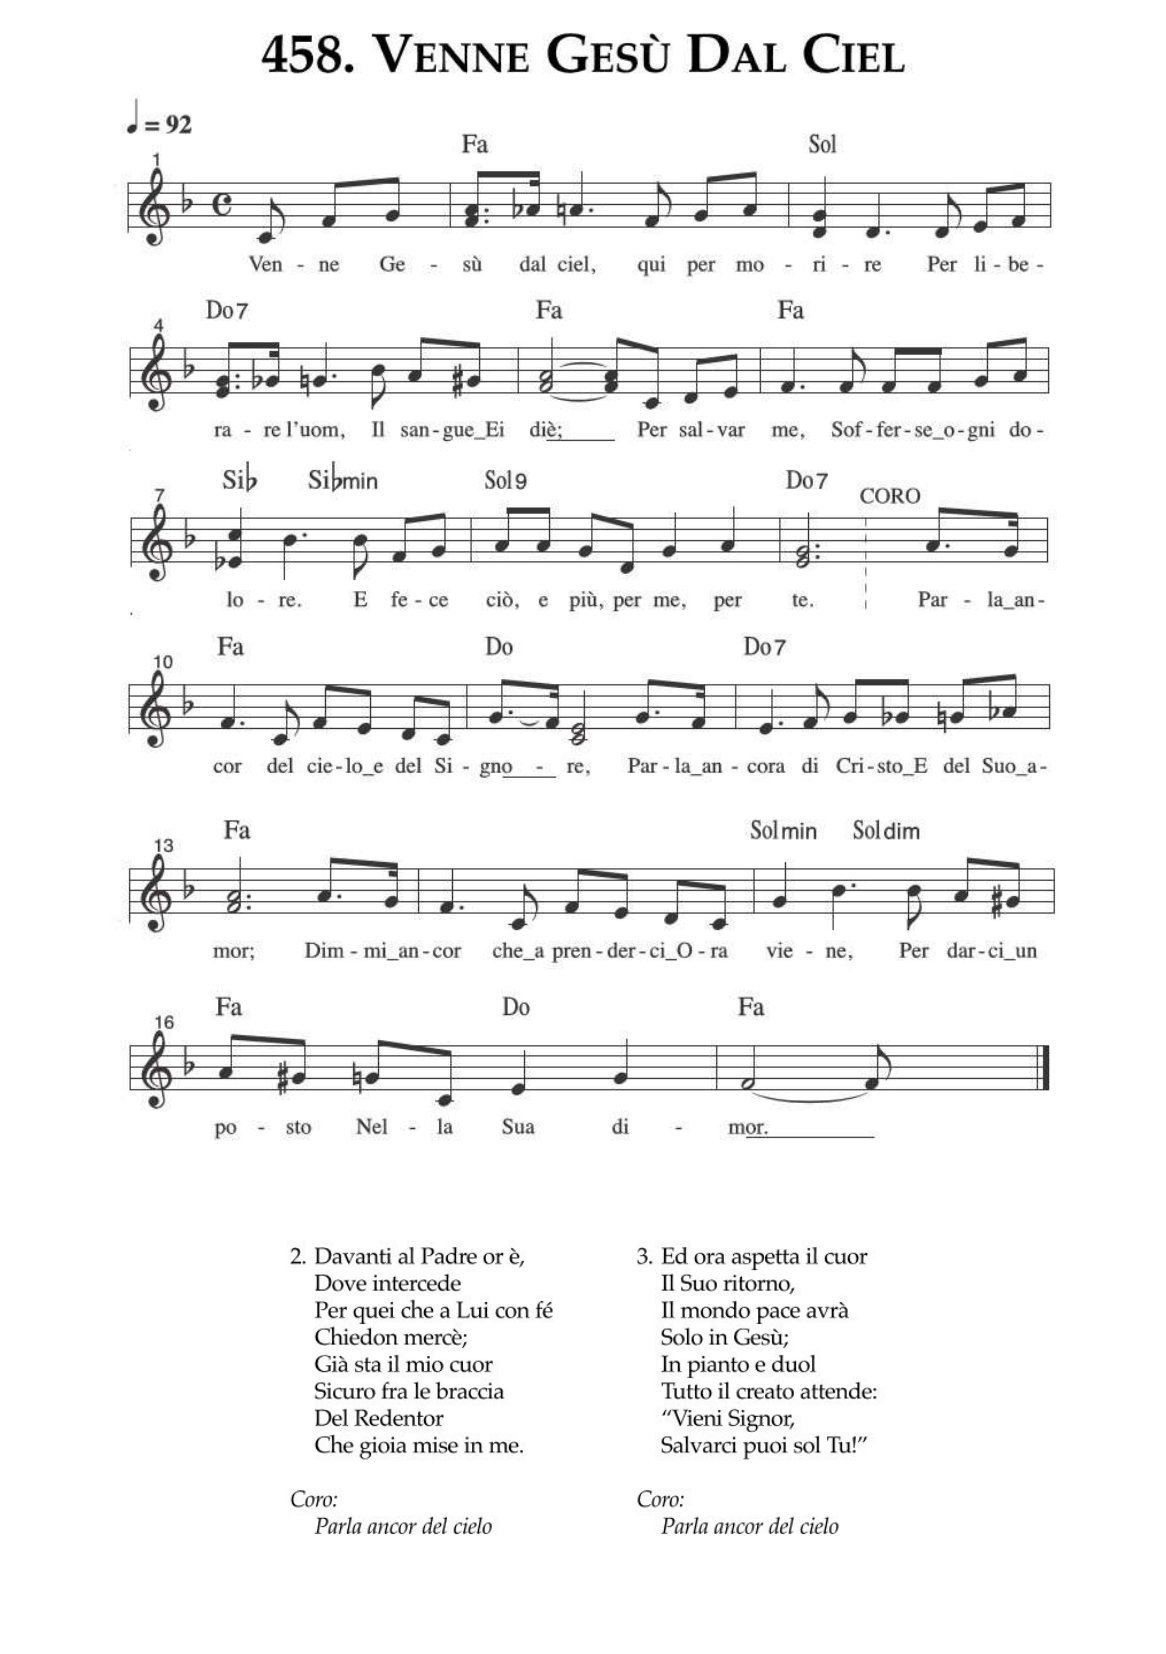 458. Venne Gesù Dal Ciel
= 92
Fa Sol
1
Ven - ne Ge - sù dal ciel, qui per mo - ri - re Per li - be -
Do7 Fa Fa
4
ra - re l'uom, Il san - gue_Ei diè; Per sal - var me, Sof - fer - se_o - gni do -
Si♭ Si♭min Sol9 Do7
7 CORO
lo - re. E fe - ce ciò, e più, per me, per te. Par - la_an -
Fa Do Do7
10
cor del cie - lo_e del Si - gno - re, Par - la_an - cora di Cri - sto_E del Suo_a -
Fa Solmin Soldim
13
mor; Dim - mi_an - cor che_a pren - der - ci_O - ra vie - ne, Per dar - ci_un
Fa Do Fa
16
po - sto Nel - la Sua di - mor.
2. Davanti al Padre or è,
Dove intercede
Per quei che a Lui con fé
Chiedon mercè;
Già sta il mio cuor
Sicuro fra le braccia
Del Redentor
Che gioia mise in me.
Coro:
Parla ancor del cielo
3. Ed ora aspetta il cuor
Il Suo ritorno,
Il mondo pace avrà
Solo in Gesù;
In pianto e duol
Tutto il creato attende:
“Vieni Signor,
Salvarci puoi sol Tu!”
Coro:
Parla ancor del cielo